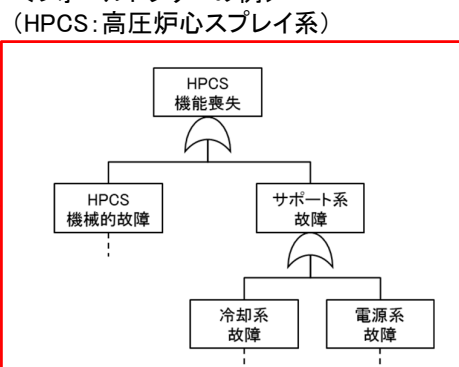 (HPCS:高圧炉心スプレイ系)
HPCS
機能喪失
HPCS
機械的故障
サポート系
故障
冷却系
故障
電源系
故障